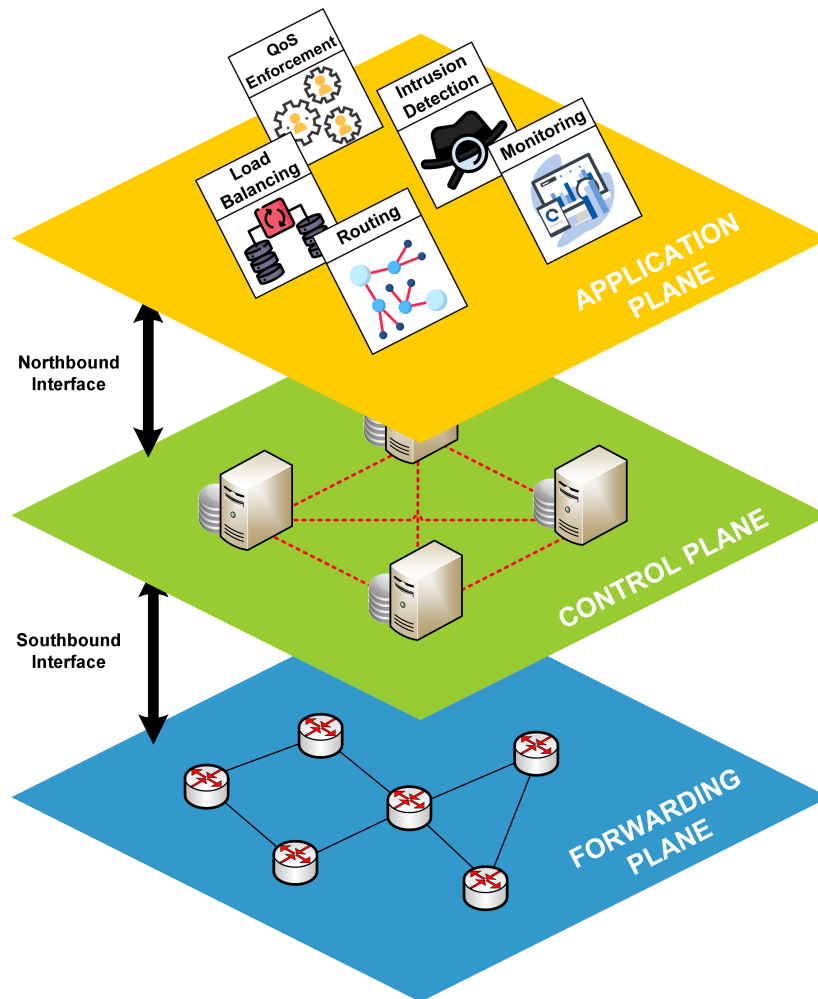 QoS
Enforcement
Intrusion
Detection
Monitoring
Load
Balancing
Routing
APPLICATION
PLANE
Northbound
Interface
CONTROL PLANE
Southbound
Interface
FORWARDING
PLANE